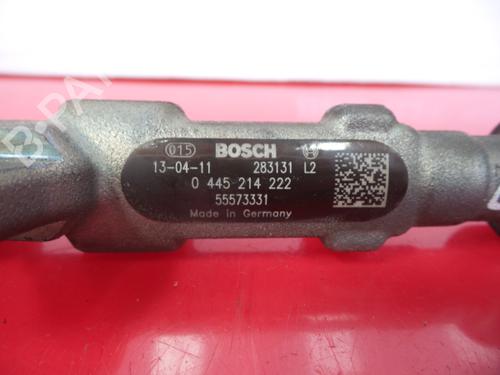 015 BOSCH
13-04-11 283131 L2
0 445 214 222
55573331
Made in Germany